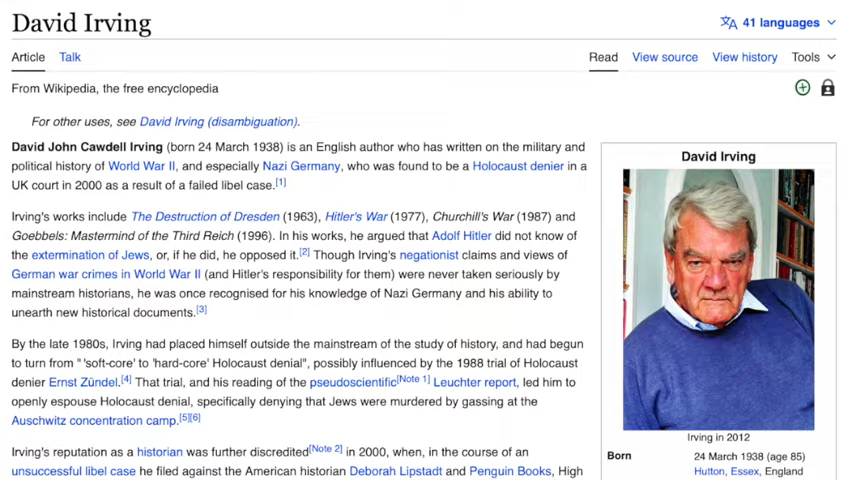 David Irving
41 languages
Article Talk
Read View source View history Tools
From Wikipedia, the free encyclopedia
For other uses, see David Irving (disambiguation).
David John Cawdell Irving (born 24 March 1938) is an English author who has written on the military and
political history of World War II, and especially Nazi Germany, who was found to be a Holocaust denier in a
UK court in 2000 as a result of a failed libel case.[1]
Irving's works include The Destruction of Dresden (1963), Hitler's War (1977), Churchill's War (1987) and
Goebbels: Mastermind of the Third Reich (1996). In his works, he argued that Adolf Hitler did not know of
the extermination of Jews, or, if he did, he opposed it.[2] Though Irving's negationist claims and views of
German war crimes in World War II (and Hitler's responsibility for them) were never taken seriously by
mainstream historians, he was once recognised for his knowledge of Nazi Germany and his ability to
unearth new historical documents.[3]
By the late 1980s, Irving had placed himself outside the mainstream of the study of history, and had begun
to turn from " 'soft-core' to 'hard-core' Holocaust denial", possibly influenced by the 1988 trial of Holocaust
denier Ernst Zündel.[4] That trial, and his reading of the pseudoscientific[Note 1] Leuchter report, led him to
openly espouse Holocaust denial, specifically denying that Jews were murdered by gassing at the
Auschwitz concentration camp.[5][6]
Irving's reputation as a historian was further discredited[Note 2] in 2000, when, in the course of an
unsuccessful libel case he filed against the American historian Deborah Lipstadt and Penguin Books, High
David Irving
Irving in 2012
Born 24 March 1938 (age 85)
Hutton, Essex, England